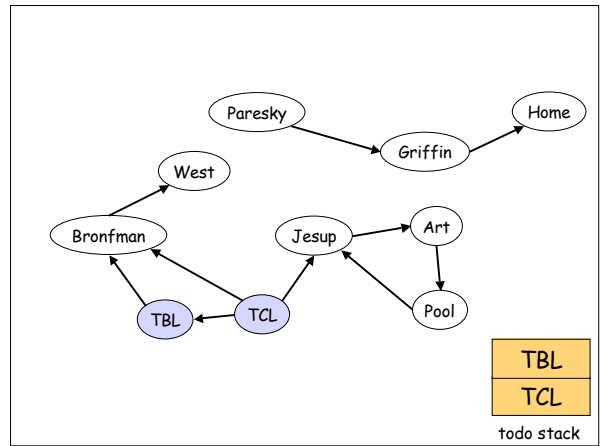 Paresky
Home
Griffin
West
Art
Bronfman
Jesup
Pool
TCL
TBL
TBL
TCL
todo stack